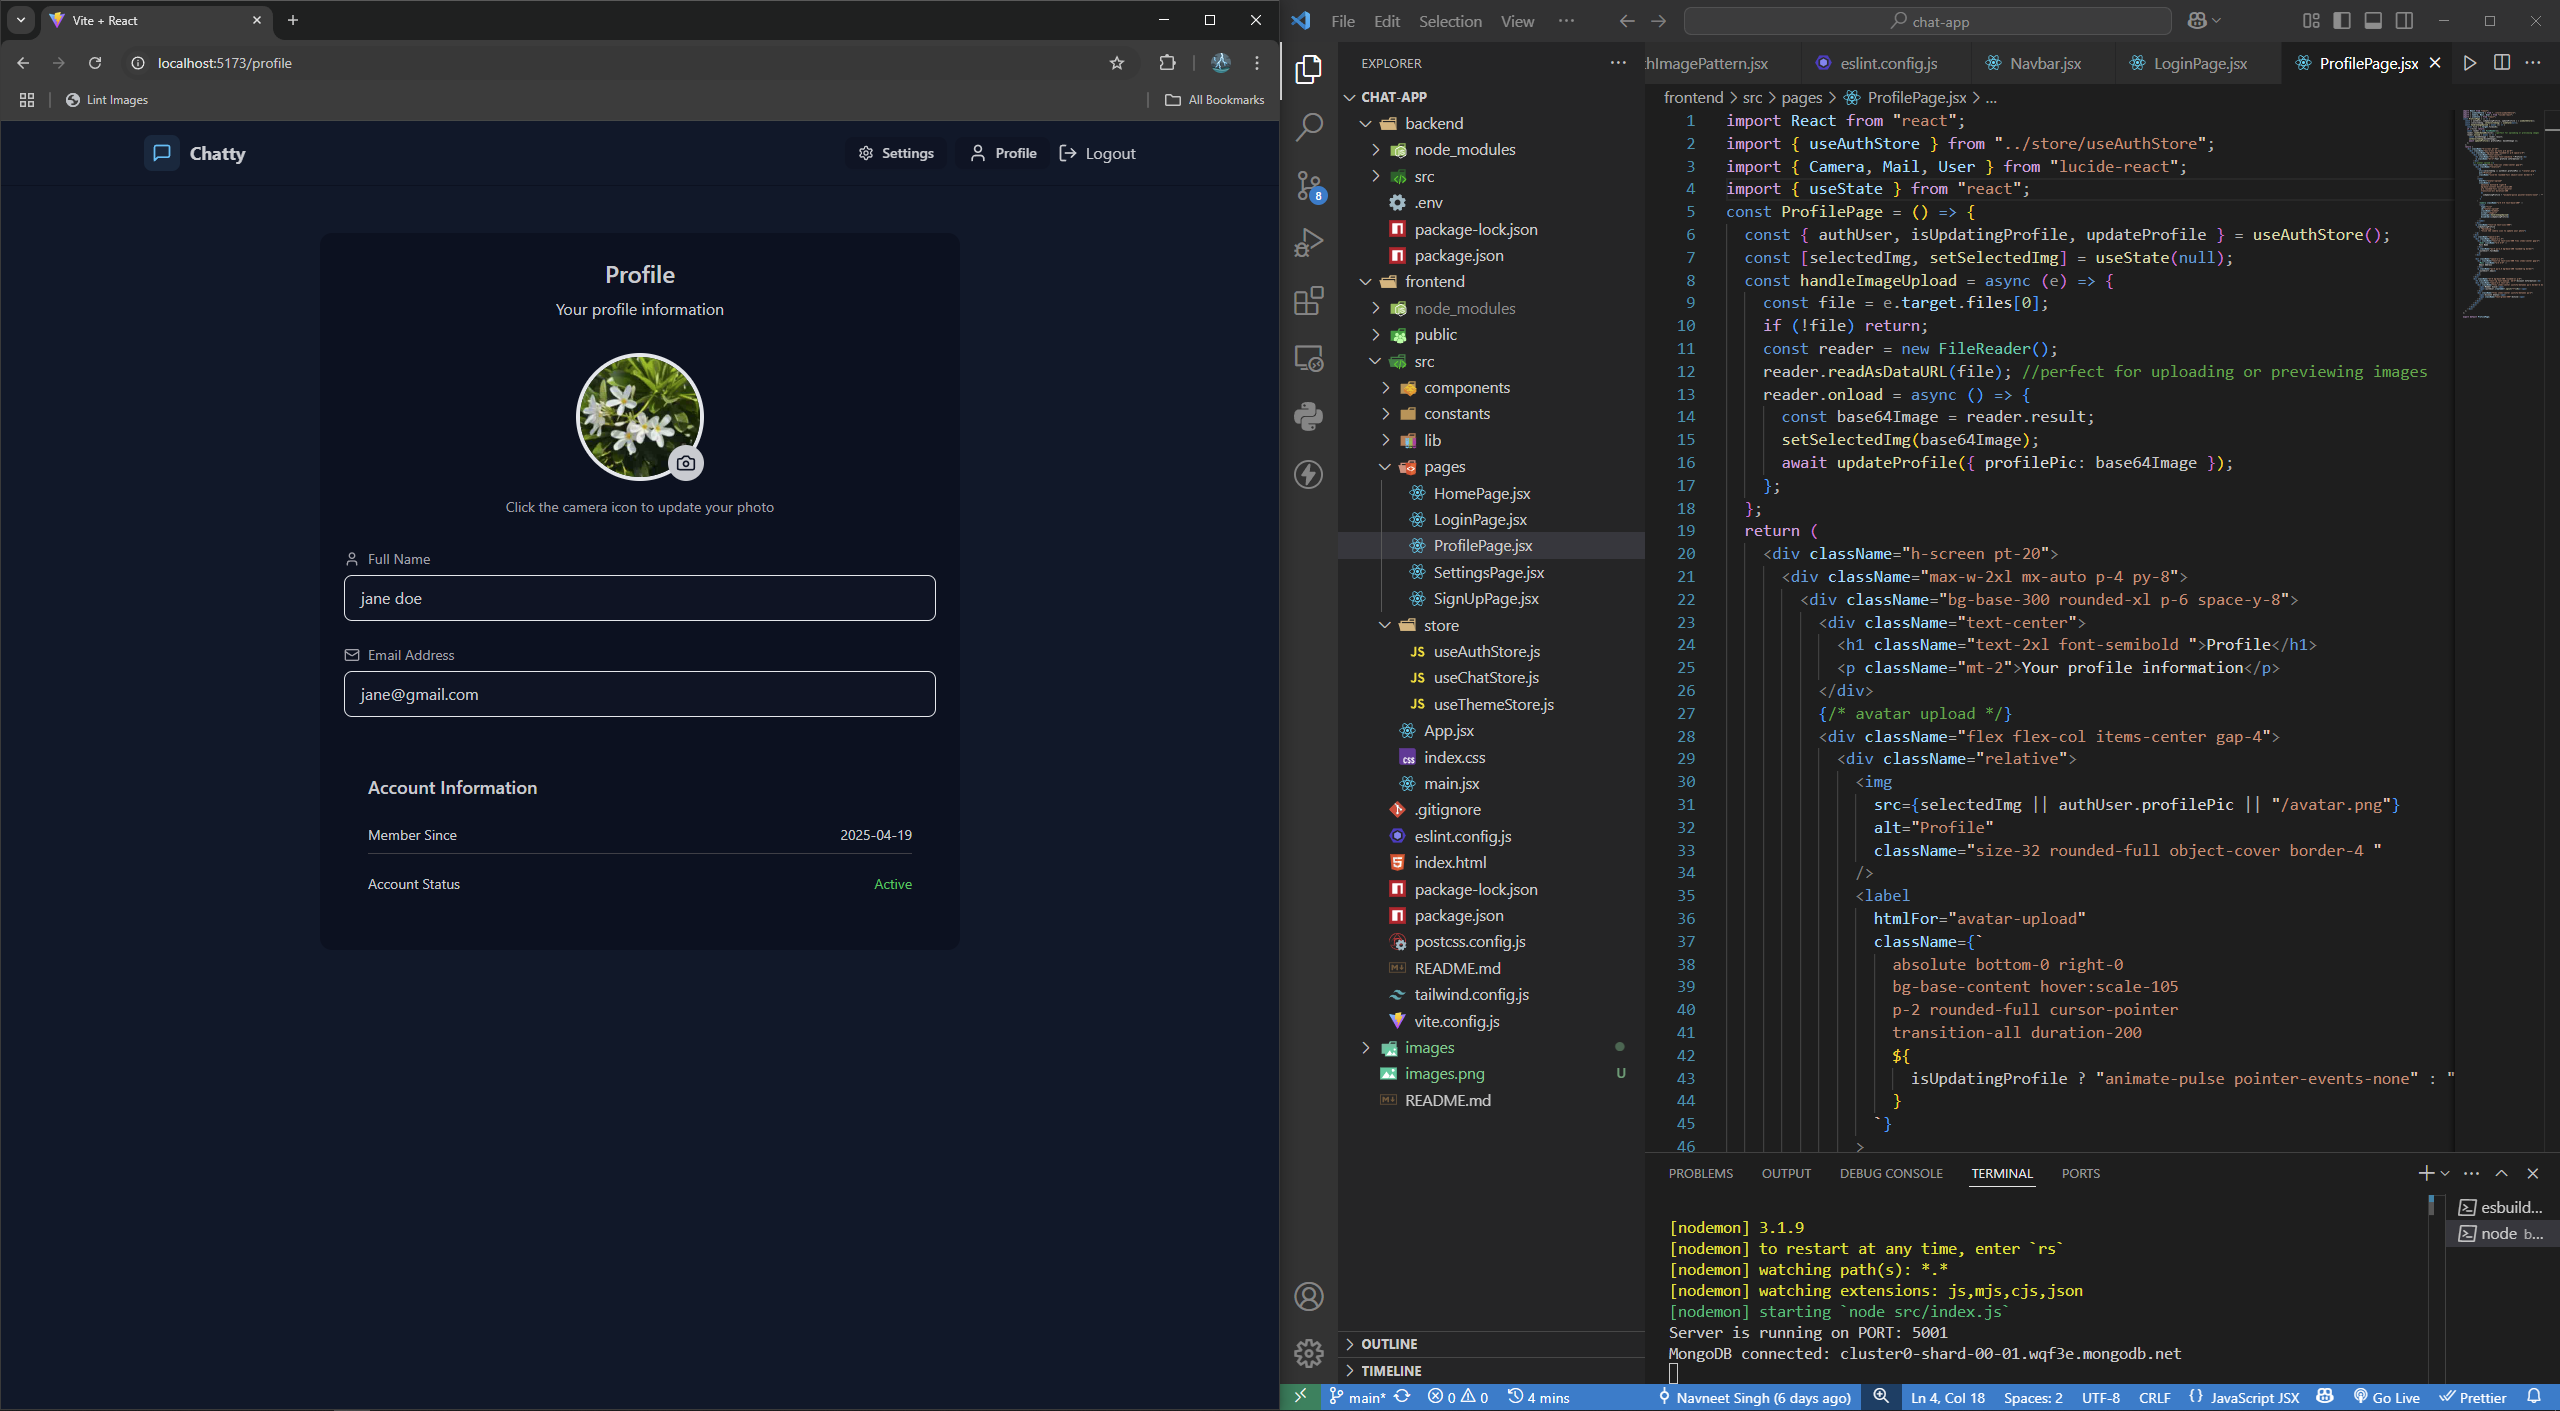 Vite + React
localhost:5173/profile
Lint Images
All Bookmarks
Chatty
Settings
Profile
Logout
Profile
Your profile information
Click the camera icon to update your photo
Full Name
jane doe
Email Address
jane@gmail.com
Account Information
Member Since
2025-04-19
Account Status
Active
File Edit Selection View
chat-app
EXPLORER
CHAT-APP
backend
node_modules
src
.env
package-lock.json
package.json
frontend
node_modules
public
src
components
constants
lib
pages
HomePage.jsx
LoginPage.jsx
ProfilePage.jsx
SettingsPage.jsx
SignUpPage.jsx
store
JS useAuthStore.js
JS useChatStore.js
JS useThemeStore.js
App.jsx
index.css
main.jsx
.gitignore
eslint.config.js
index.html
package-lock.json
package.json
postcss.config.js
README.md
tailwind.config.js
vite.config.js
images
images.png U
README.md
OUTLINE
TIMELINE
8
hImagePattern.jsx
eslint.config.js
Navbar.jsx
LoginPage.jsx
ProfilePage.jsx
frontend > src > pages > ProfilePage.jsx > ...
1 import React from "react";
2 import { useAuthStore } from "../store/useAuthStore";
3 import { Camera, Mail, User } from "lucide-react";
4 import { useState } from "react";
5 const ProfilePage = () => {
6 const { authUser, isUpdatingProfile, updateProfile } = useAuthStore();
7 const [selectedImg, setSelectedImg] = useState(null);
8 const handleImageUpload = async (e) => {
9 const file = e.target.files[0];
10 if (!file) return;
11 const reader = new FileReader();
12 reader.readAsDataURL(file); //perfect for uploading or previewing images
13 reader.onload = async () => {
14 const base64Image = reader.result;
15 setSelectedImg(base64Image);
16 await updateProfile({ profilePic: base64Image });
17 };
18 };
19 return (
20 <div className="h-screen pt-20">
21 <div className="max-w-2xl mx-auto p-4 py-8">
22 <div className="bg-base-300 rounded-xl p-6 space-y-8">
23 <div className="text-center">
24 <h1 className="text-2xl font-semibold ">Profile</h1>
25 <p className="mt-2">Your profile information</p>
26 </div>
27 {/* avatar upload */}
28 <div className="flex flex-col items-center gap-4">
29 <div className="relative">
30 <img
31 src={selectedImg || authUser.profilePic || "/avatar.png"}
32 alt="Profile"
33 className="size-32 rounded-full object-cover border-4 "
34 />
35 <label
36 htmlFor="avatar-upload"
37 className={`
38 absolute bottom-0 right-0
39 bg-base-content hover:scale-105
40 p-2 rounded-full cursor-pointer
41 transition-all duration-200
42 ${
43 isUpdatingProfile ? "animate-pulse pointer-events-none" : "
44 }
45 `}
46 >
PROBLEMS OUTPUT DEBUG CONSOLE TERMINAL PORTS
esbuild...
node b...
[nodemon] 3.1.9
[nodemon] to restart at any time, enter `rs`
[nodemon] watching path(s): *.*
[nodemon] watching extensions: js,mjs,cjs,json
[nodemon] starting `node src/index.js`
Server is running on PORT: 5001
MongoDB connected: cluster0-shard-00-01.wqf3e.mongodb.net
main* 0 0 4 mins Navneet Singh (6 days ago) Ln 4, Col 18 Spaces: 2 UTF-8 CRLF {} JavaScript JSX Go Live Prettier